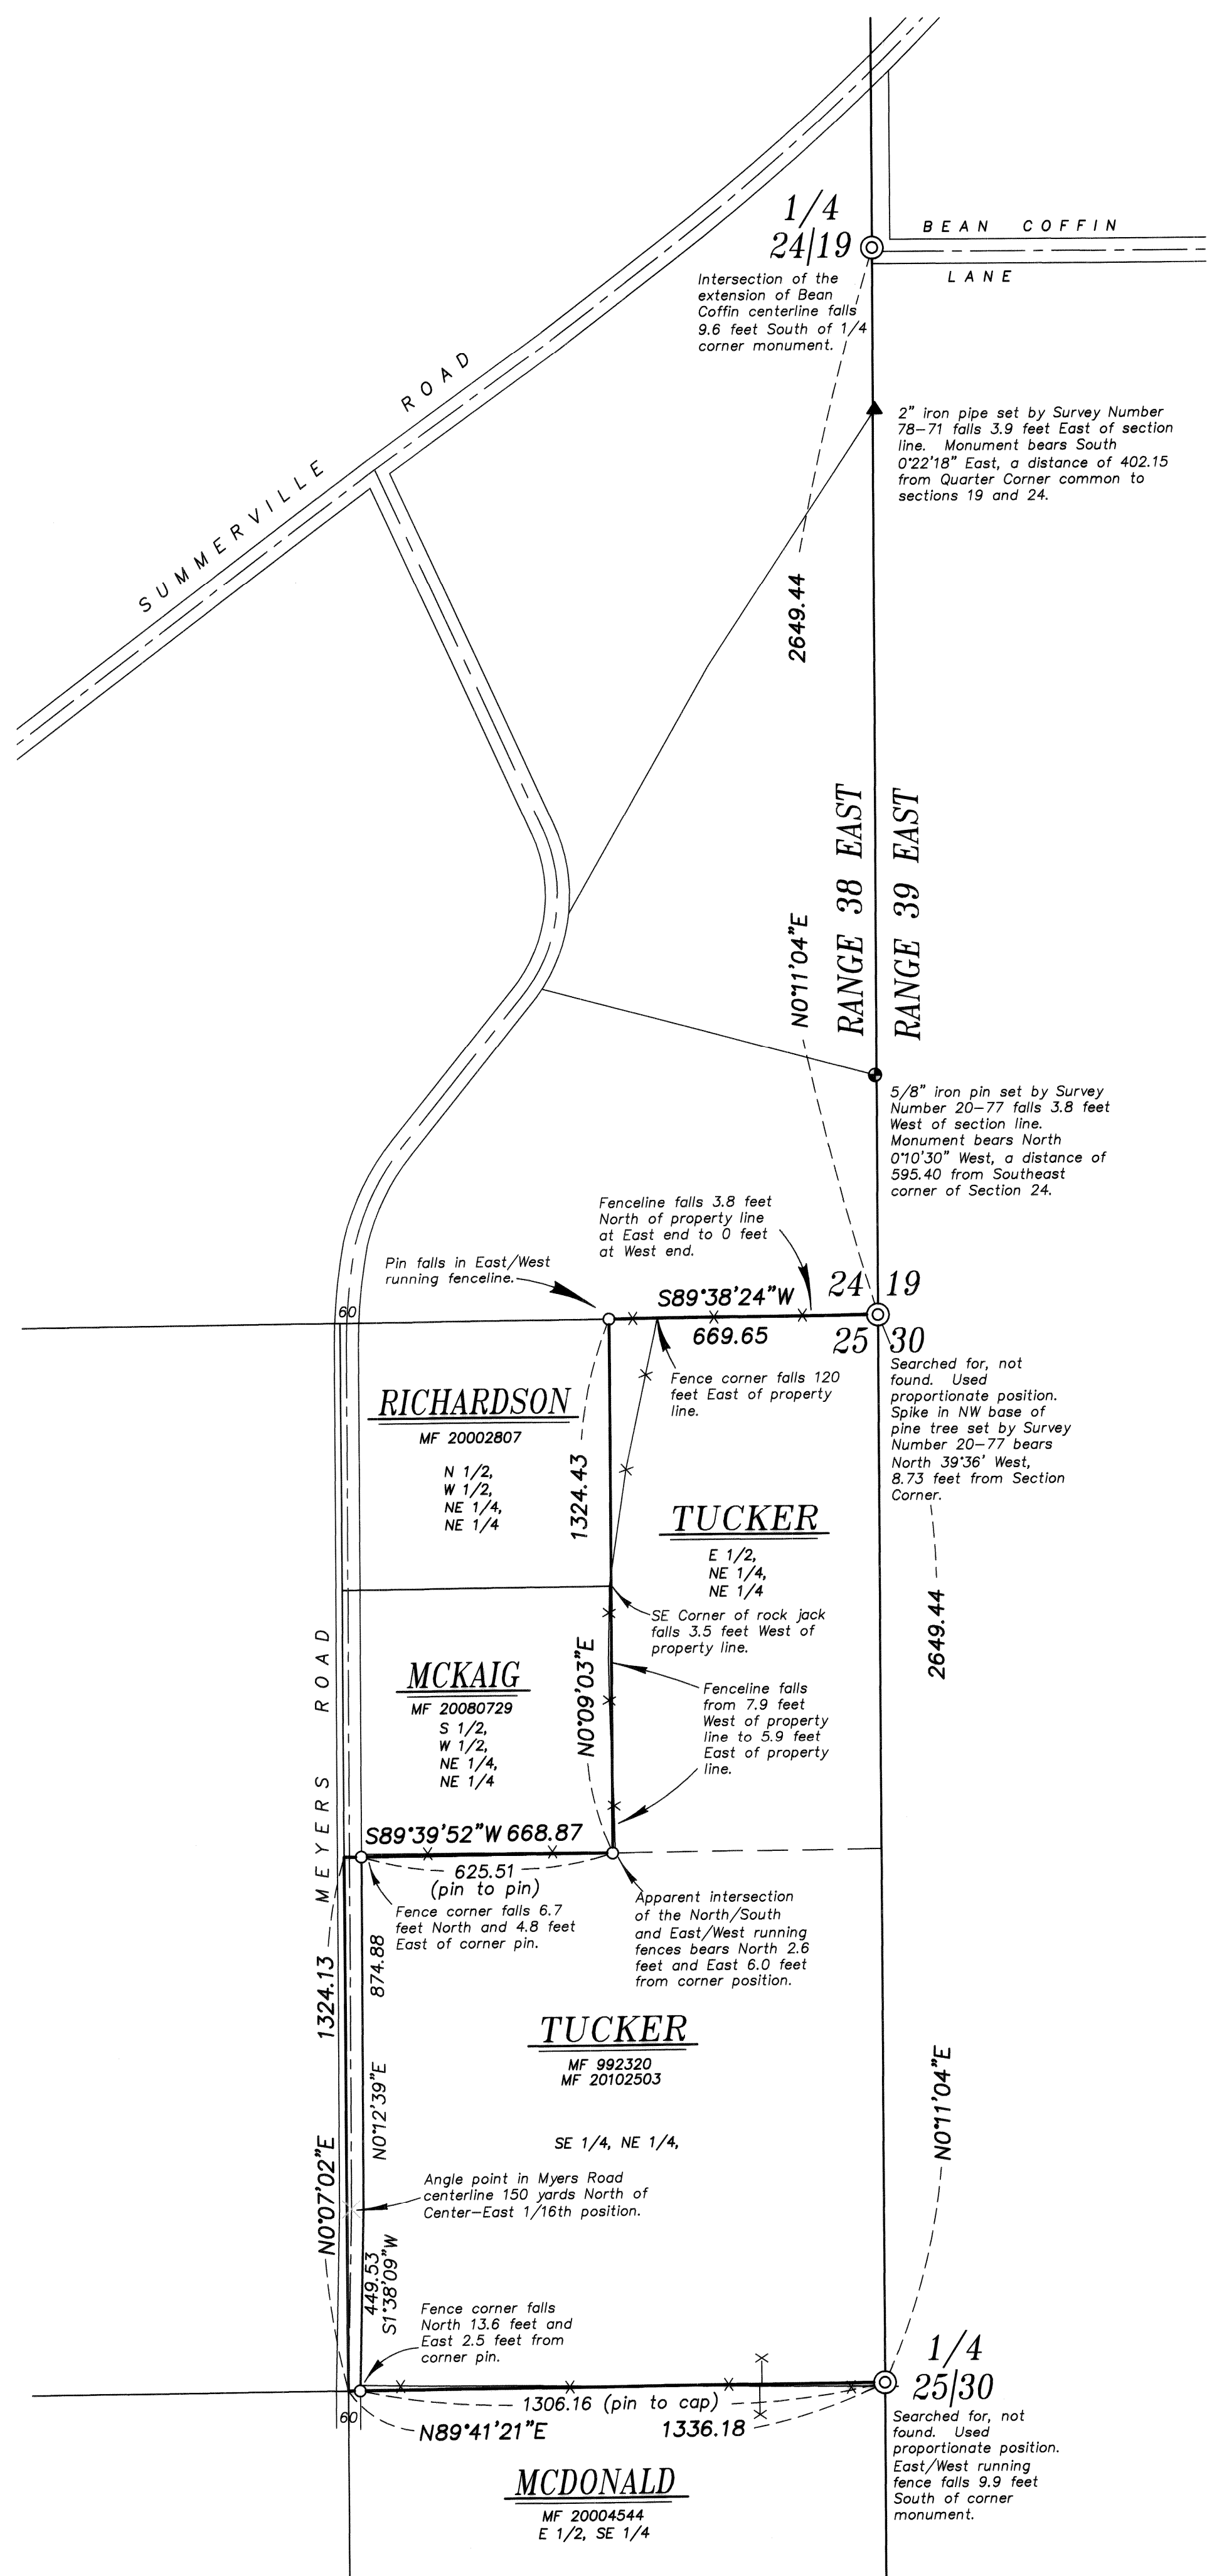 1/4
24|19
BEAN COFFIN
LANE
Intersection of the
extension of Bean
Coffin centerline falls
9.6 feet South of 1/4
corner monument.
SUMMERVILLE ROAD
2" iron pipe set by Survey Number
78-71 falls 3.9 feet East of section
line. Monument bears South
0°22'18" East, a distance of 402.15
from Quarter Corner common to
sections 19 and 24.
2649.44
RANGE 38 EAST
RANGE 39 EAST
N0°11'04"E
5/8" iron pin set by Survey
Number 20-77 falls 3.8 feet
West of section line.
Monument bears North
0°10'30" West, a distance of
595.40 from Southeast
corner of Section 24.
Fenceline falls 3.8 feet
North of property line
at East end to 0 feet
at West end.
Pin falls in East/West
running fenceline.
60
S89°38'24"W
669.65
24 19
25 30
Searched for, not
found. Used
proportionate position.
Spike in NW base of
pine tree set by Survey
Number 20-77 bears
North 39°36' West,
8.73 feet from Section
Corner.
Fence corner falls 120
feet East of property
line.
RICHARDSON
MF 20002807
N 1/2,
W 1/2,
NE 1/4,
NE 1/4
1324.43
TUCKER
E 1/2,
NE 1/4,
NE 1/4
SE Corner of rock jack
falls 3.5 feet West of
property line.
2649.44
MEYERS ROAD
MCKAIG
MF 20080729
S 1/2,
W 1/2,
NE 1/4,
NE 1/4
N0°09'03"E
Fenceline falls
from 7.9 feet
West of property
line to 5.9 feet
East of property
line.
S89°39'52"W 668.87
625.51
(pin to pin)
Fence corner falls 6.7
feet North and 4.8 feet
East of corner pin.
Apparent intersection
of the North/South
and East/West running
fences bears North 2.6
feet and East 6.0 feet
from corner position.
1324.13
874.88
TUCKER
MF 992320
MF 20102503
N0°12'39"E
SE 1/4, NE 1/4,
N0°11'04"E
N0°07'02"E
Angle point in Myers Road
centerline 150 yards North of
Center-East 1/16th position.
449.53
S1°38'09"W
Fence corner falls
North 13.6 feet and
East 2.5 feet from
corner pin.
1/4
25|30
1306.16 (pin to cap)
60
N89°41'21"E
1336.18
Searched for, not
found. Used
proportionate position.
East/West running
fence falls 9.9 feet
South of corner
monument.
MCDONALD
MF 20004544
E 1/2, SE 1/4